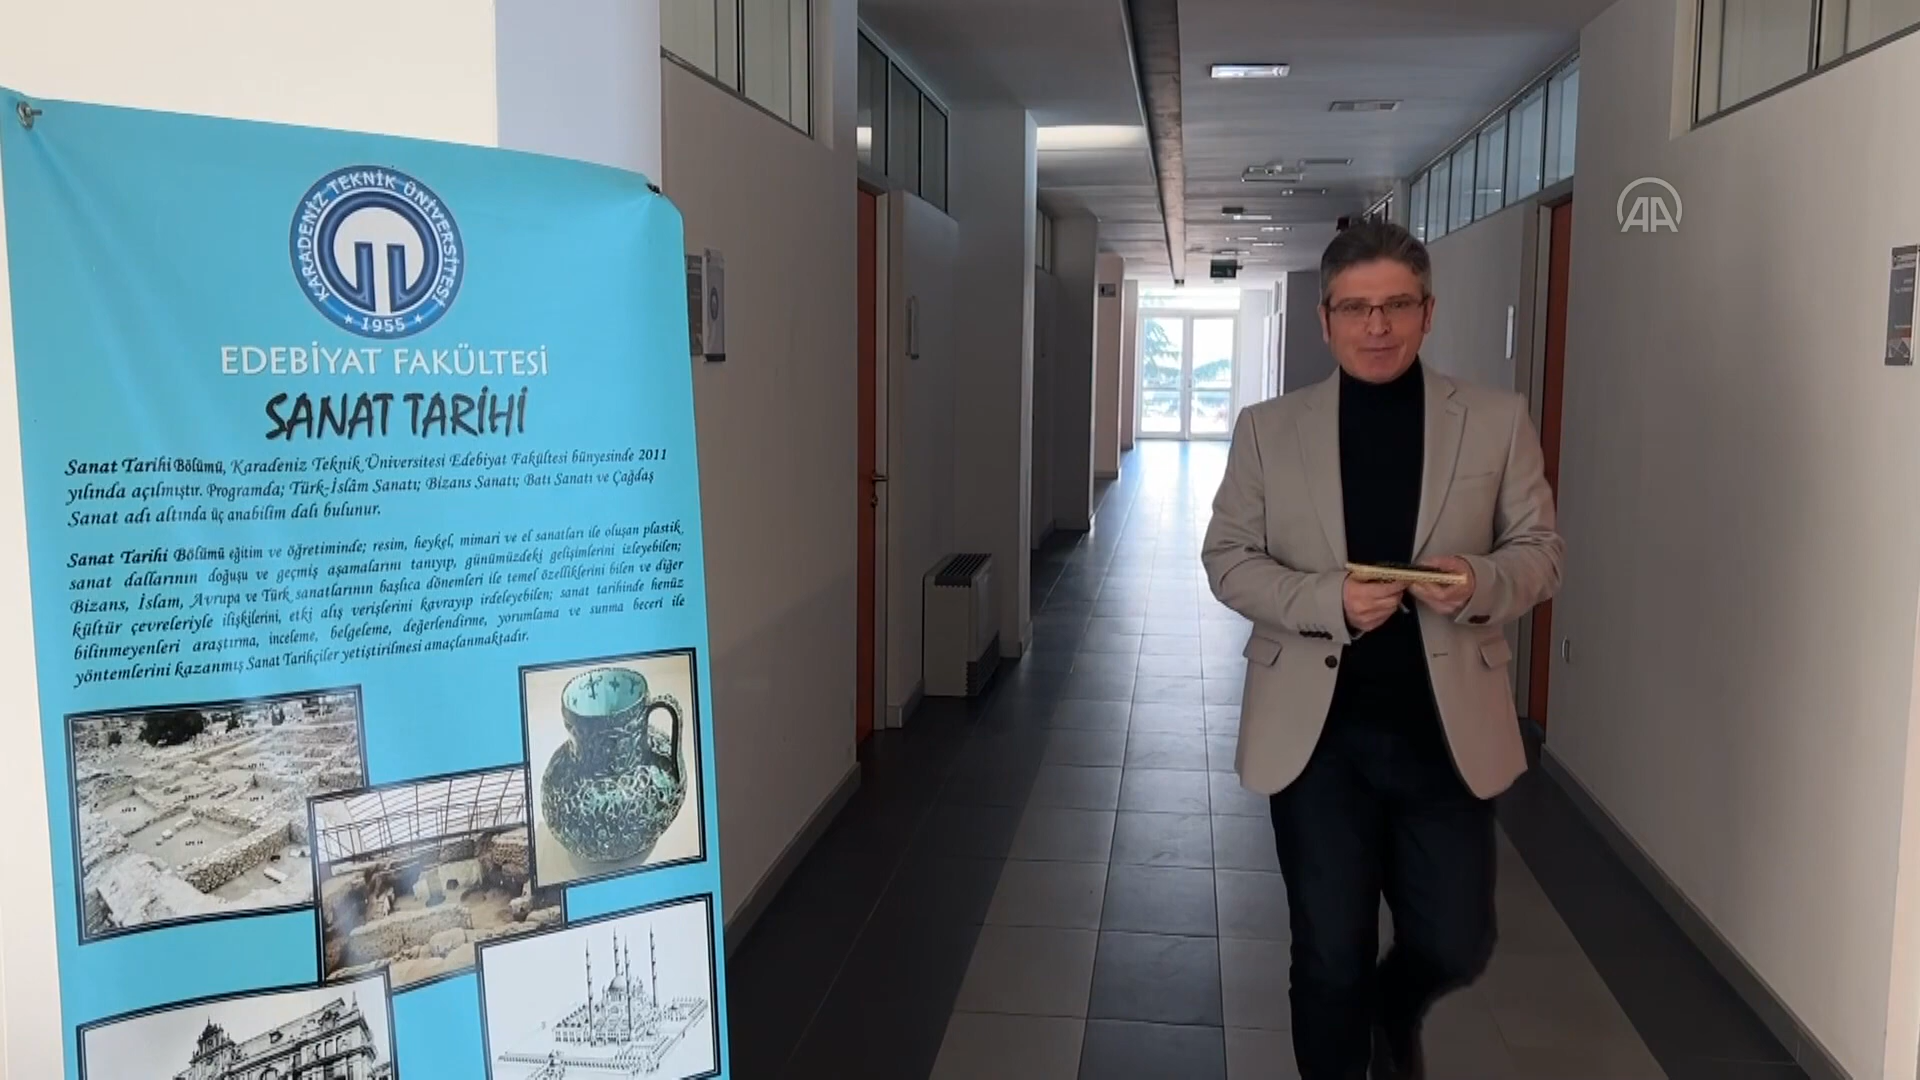 KARADENİZ TEKNİK ÜNİVERSİTESİ
★ 1955 ★
EDEBİYAT FAKÜLTESİ
SANAT TARİHİ
Sanat Tarihi Bölümü, Karadeniz Teknik Üniversitesi Edebiyat Fakültesi bünyesinde 2011
yılında açılmıştır. Programda; Türk-İslâm Sanatı; Bizans Sanatı; Batı Sanatı ve Çağdaş
Sanat adı altında üç anabilim dalı bulunur.
Sanat Tarihi Bölümü eğitim ve öğretiminde; resim, heykel, mimari ve el sanatları ile oluşan plastik
sanat dallarının doğuşu ve geçmiş aşamalarını tanıyıp, günümüzdeki gelişimlerini izleyebilen;
Bizans, İslam, Avrupa ve Türk sanatlarının başlıca dönemleri ile temel özelliklerini bilen ve diğer
kültür çevreleriyle ilişkilerini, etki alış verişlerini kavrayıp irdeleyebilen; sanat tarihinde henüz
bilinmeyenleri araştırma, inceleme, belgeleme, değerlendirme, yorumlama ve sunma beceri ile
yöntemlerini kazanmış Sanat Tarihçiler yetiştirilmesi amaçlanmaktadır.
AA